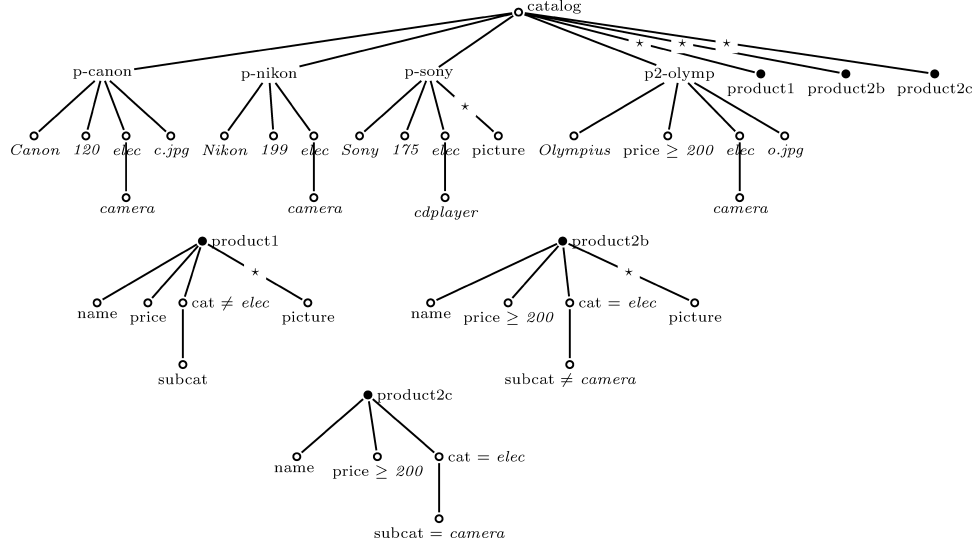 catalog
⋆ ⋆ ⋆
p-canon p-nikon p-sony p2-olymp
product1 product2b product2c
⋆
Canon 120 elec c.jpg Nikon 199 elec Sony 175 elec picture Olympius price ≥ 200 elec o.jpg
camera camera cdplayer camera
product1 product2b
⋆ ⋆
cat ≠ elec cat = elec
name price picture name price ≥ 200 picture
subcat subcat ≠ camera
product2c
cat = elec
name price ≥ 200
subcat = camera